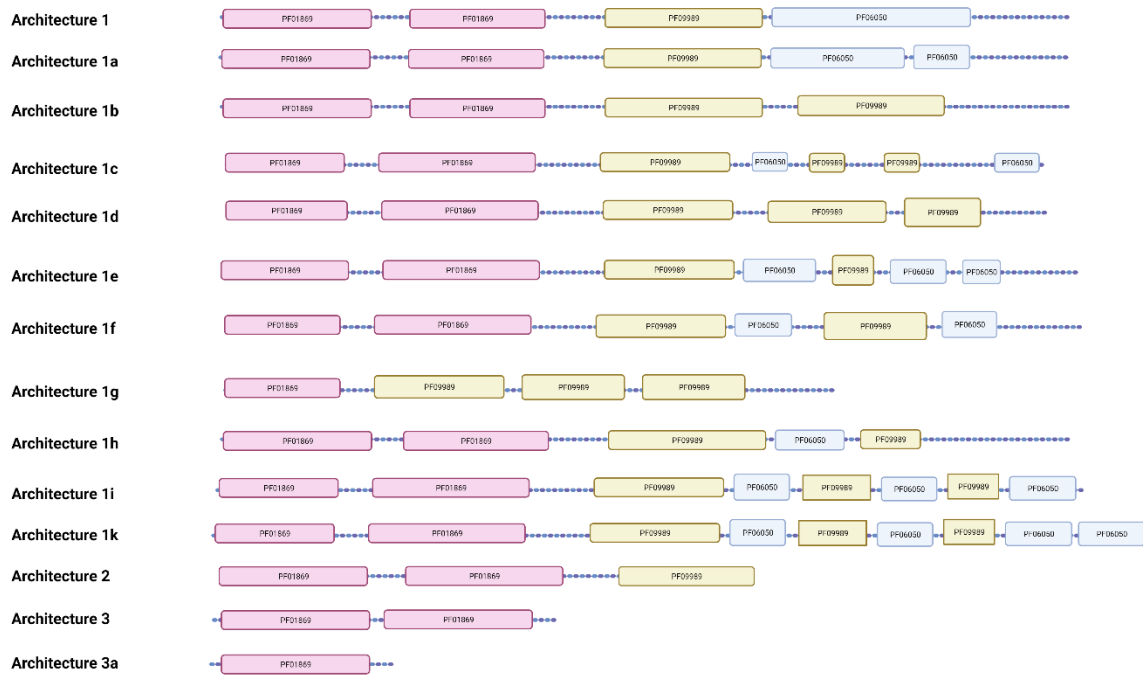 Architecture 1 PF01869 PF01869 PF09989 PF06050
Architecture 1a PF01869 PF01869 PF09989 PF06050 PF06050
Architecture 1b PF01869 PF01869 PF09989 PF09989
Architecture 1c PF01869 PF01869 PF09989 PF06050 PF09989 PF09989 PF06050
Architecture 1d PF01869 PF01869 PF09989 PF09989 PF09989
Architecture 1e PF01869 PF01869 PF09989 PF06050 PF09989 PF06050 PF06050
Architecture 1f PF01869 PF01869 PF09989 PF06050 PF09989 PF06050
Architecture 1g PF01869 PF09989 PF09989 PF09989
Architecture 1h PF01869 PF01869 PF09989 PF06050 PF09989
Architecture 1i PF01869 PF01869 PF09989 PF06050 PF09989 PF06050 PF09989 PF06050
Architecture 1k PF01869 PF01869 PF09989 PF06050 PF09989 PF06050 PF09989 PF06050 PF06050
Architecture 2 PF01869 PF01869 PF09989
Architecture 3 PF01869 PF01869
Architecture 3a PF01869